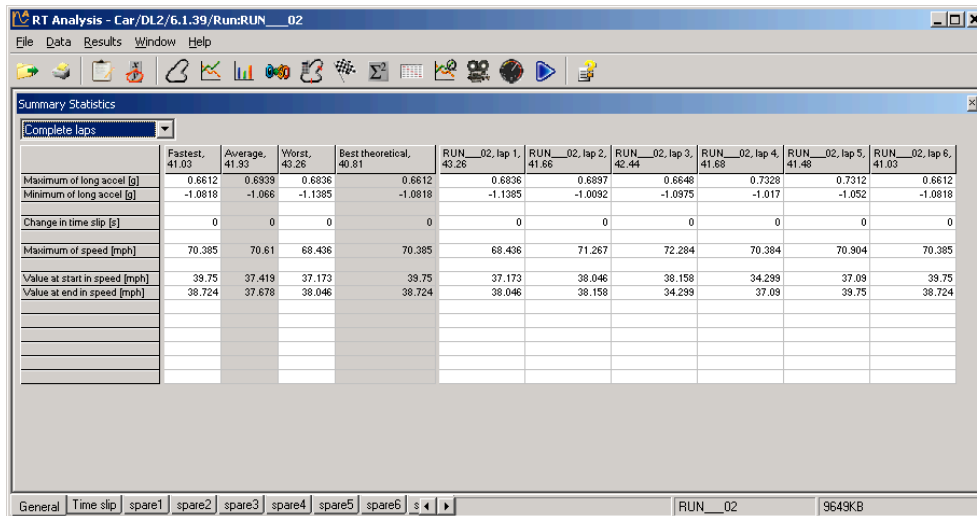 RT Analysis - Car/DL2/6.1.39/Run:RUN___02
File Data Results Window Help
Summary Statistics
Complete laps
Fastest, 41.03 Average, 41.93 Worst, 43.26 Best theoretical, 40.81 RUN___02, lap 1, 43.26 RUN___02, lap 2, 41.66 RUN___02, lap 3, 42.44 RUN___02, lap 4, 41.68 RUN___02, lap 5, 41.48 RUN___02, lap 6, 41.03
Maximum of long accel [g] 0.6612 0.6939 0.6836 0.6612 0.6836 0.6897 0.6648 0.7328 0.7312 0.6612
Minimum of long accel [g] -1.0818 -1.066 -1.1385 -1.0818 -1.1385 -1.0092 -1.0975 -1.017 -1.052 -1.0818
Change in time slip [s] 0 0 0 0 0 0 0 0 0 0
Maximum of speed [mph] 70.385 70.61 68.436 70.385 68.436 71.267 72.284 70.384 70.904 70.385
Value at start in speed [mph] 39.75 37.419 37.173 39.75 37.173 38.046 38.158 34.299 37.09 39.75
Value at end in speed [mph] 38.724 37.678 38.046 38.724 38.046 38.158 34.299 37.09 39.75 38.724
General Time slip spare1 spare2 spare3 spare4 spare5 spare6 s RUN___02 9649KB